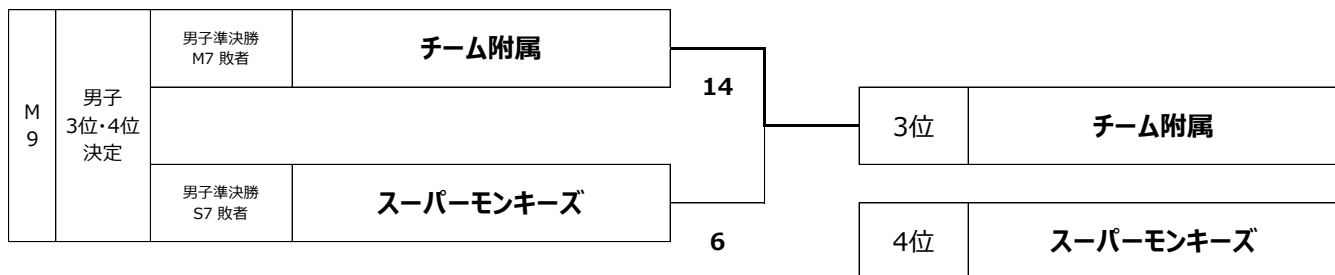 M
9
男子
3位・4位
決定
男子準決勝
M7 敗者
チーム附属
14
男子準決勝
S7 敗者
スーパーモンキーズ
6
3位
チーム附属
4位
スーパーモンキーズ